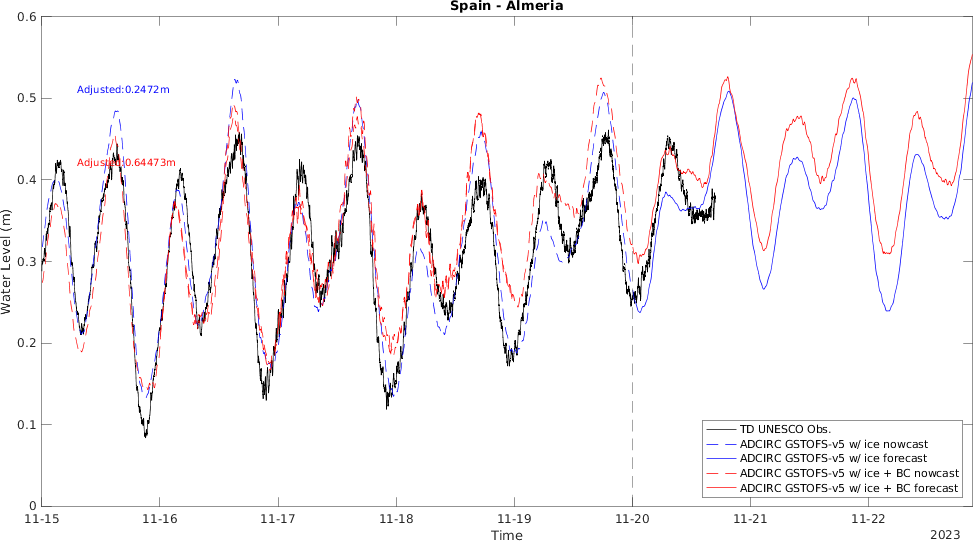 Spain - Almeria
0.6
0.5
0.4
0.3
0.2
0.1
0
Water Level (m)
Adjusted:0.2472m
Adjusted:0.64473m
TD UNESCO Obs.
ADCIRC GSTOFS-v5 w/ ice nowcast
ADCIRC GSTOFS-v5 w/ ice forecast
ADCIRC GSTOFS-v5 w/ ice + BC nowcast
ADCIRC GSTOFS-v5 w/ ice + BC forecast
11-15 11-16 11-17 11-18 11-19 11-20 11-21 11-22
Time
2023